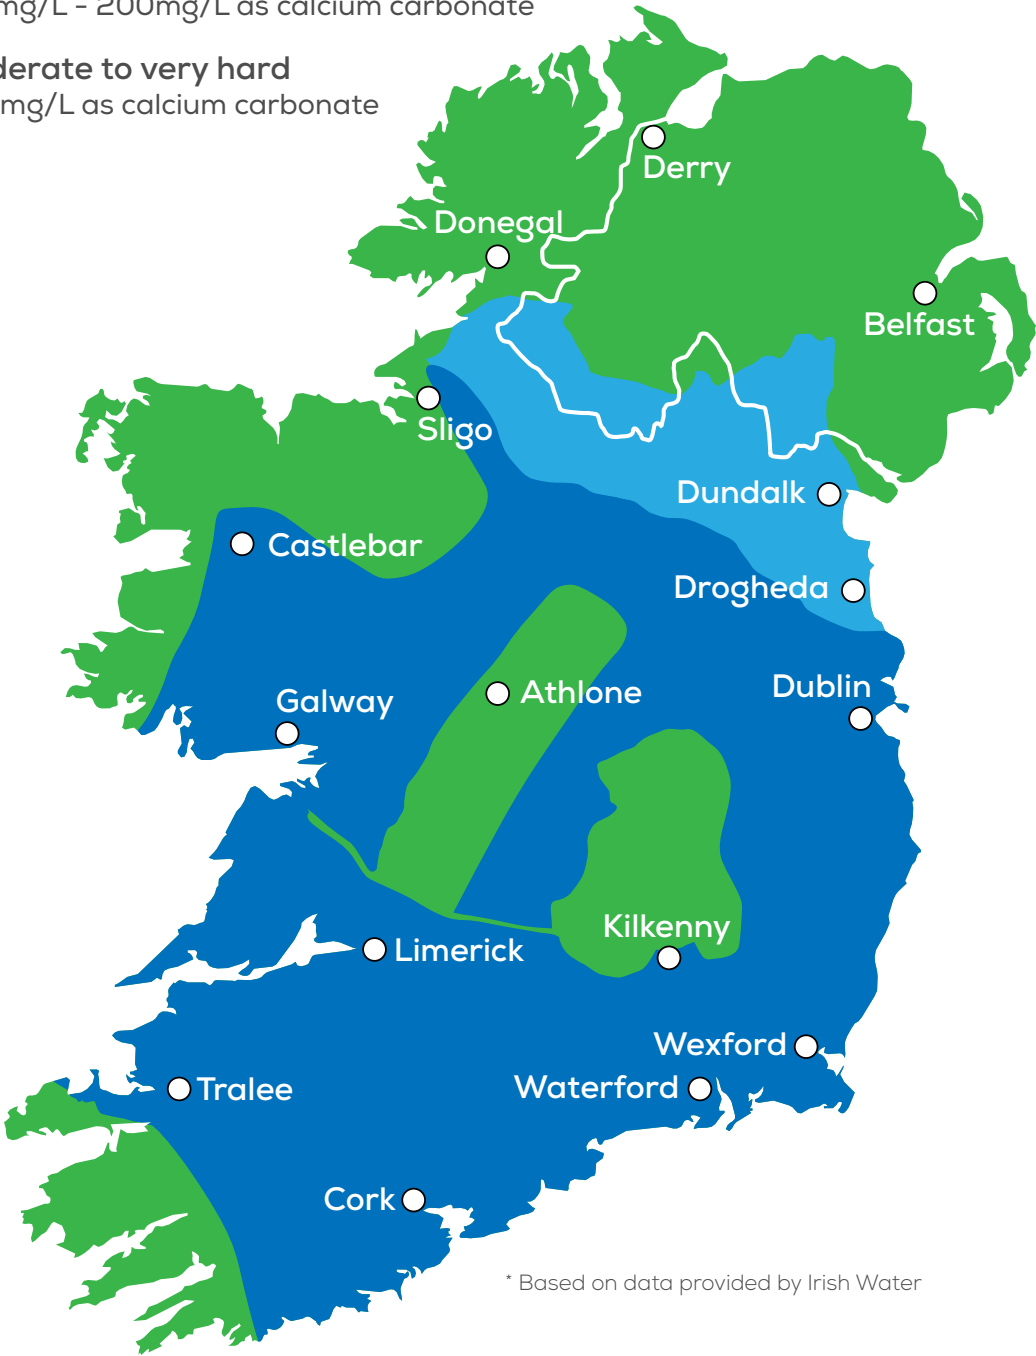 mg/L - 200mg/L as calcium carbonate
derate to very hard
mg/L as calcium carbonate
Derry
Donegal
Belfast
Sligo
Dundalk
Castlebar
Drogheda
Dublin
Athlone
Galway
Kilkenny
Limerick
Wexford
Waterford
Tralee
Cork
* Based on data provided by Irish Water